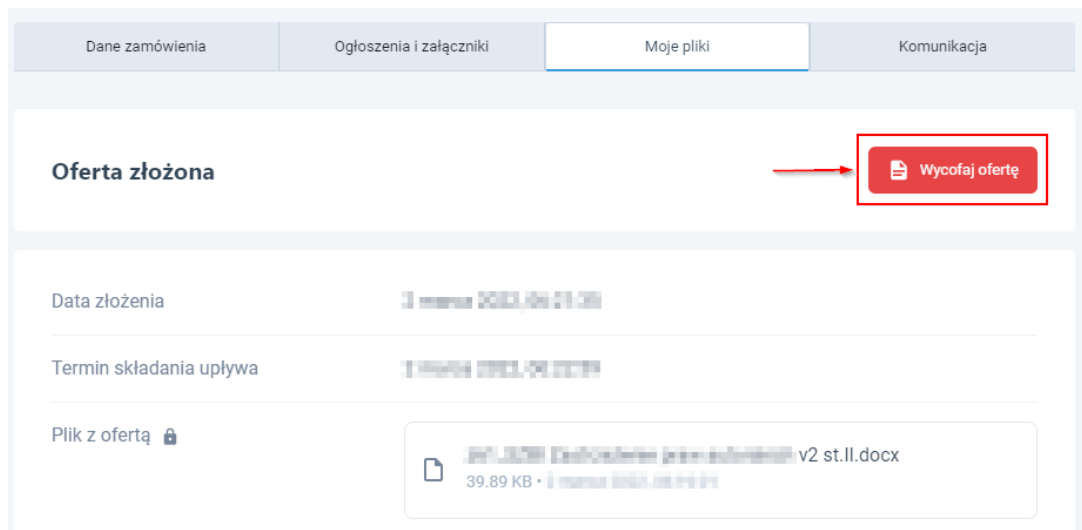 Dane zamówienia
Ogłoszenia i załączniki
Moje pliki
Komunikacja
Oferta złożona
Wycofaj ofertę
Data złożenia
Termin składania upływa
Plik z ofertą
v2 st.II.docx
39.89 KB •